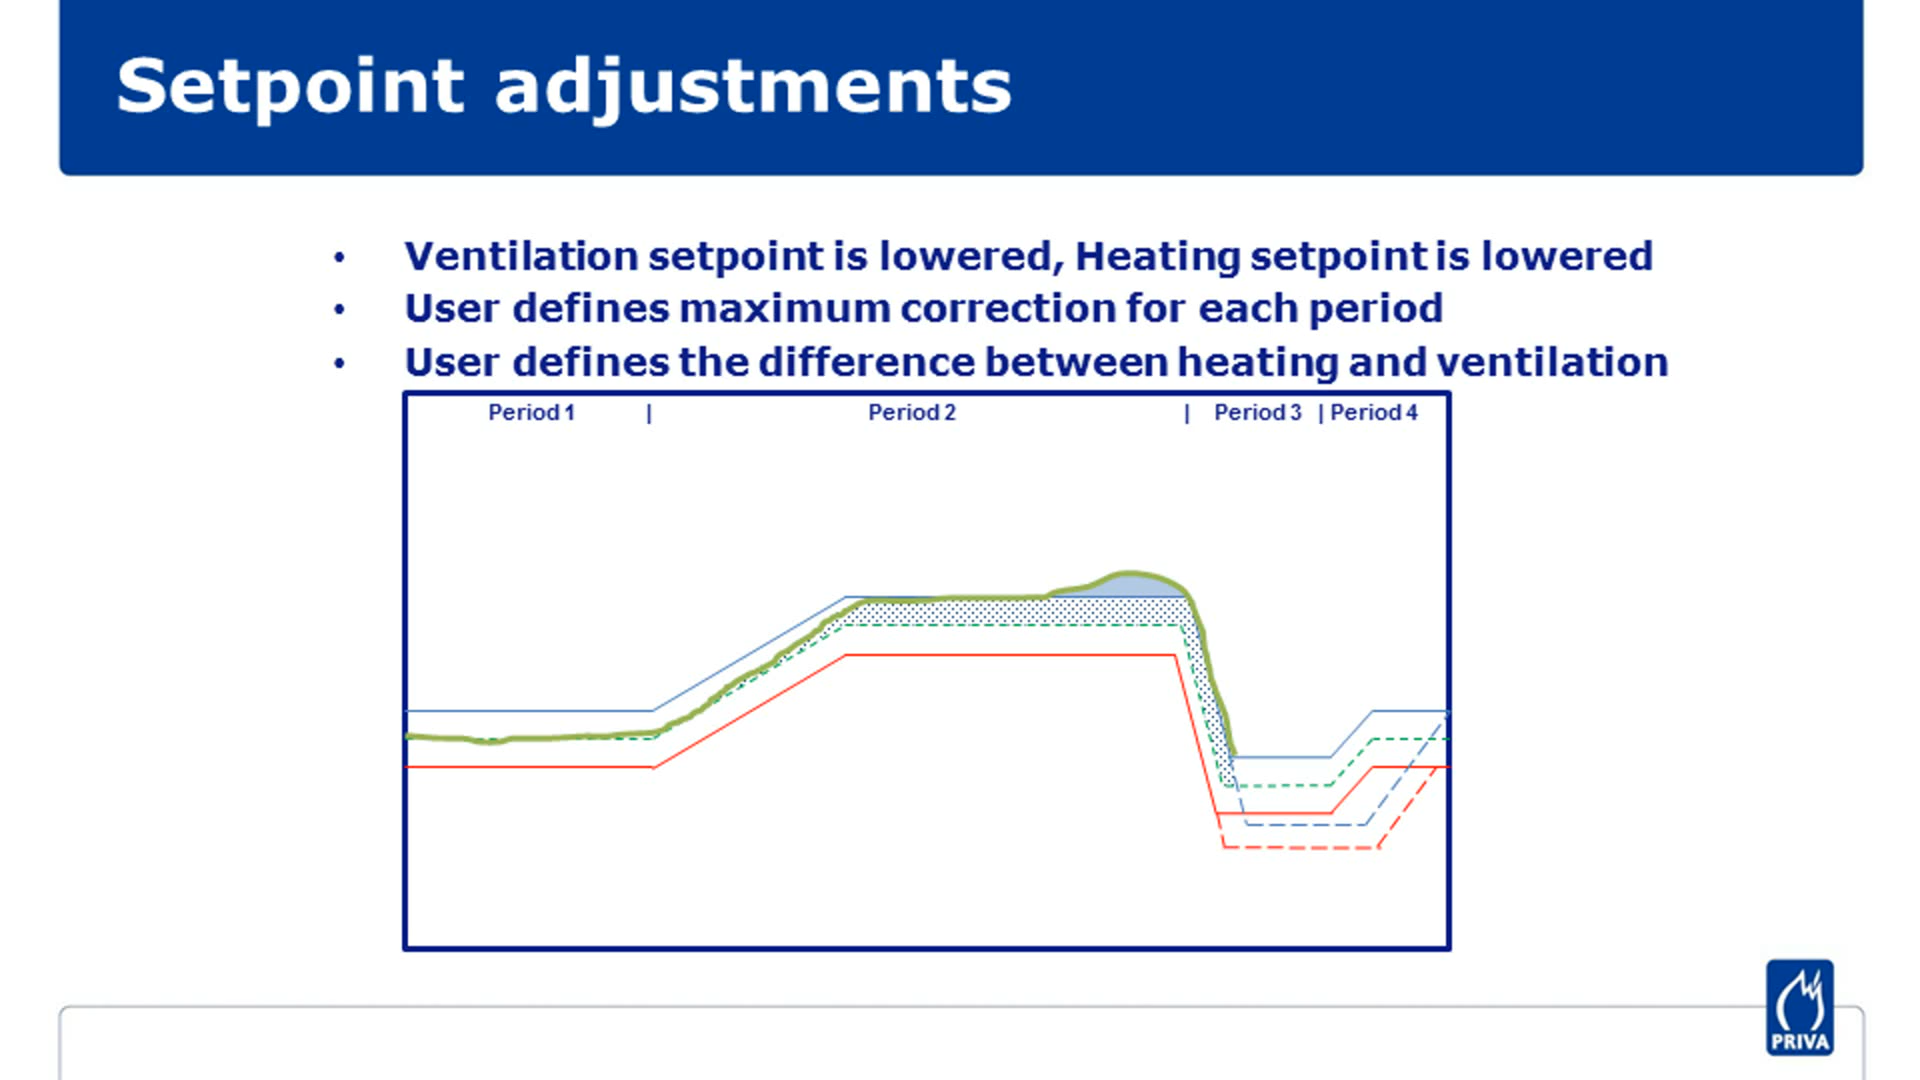 Setpoint adjustments
• Ventilation setpoint is lowered, Heating setpoint is lowered
• User defines maximum correction for each period
• User defines the difference between heating and ventilation
Period 1 | Period 2 | Period 3 | Period 4
PRIVA